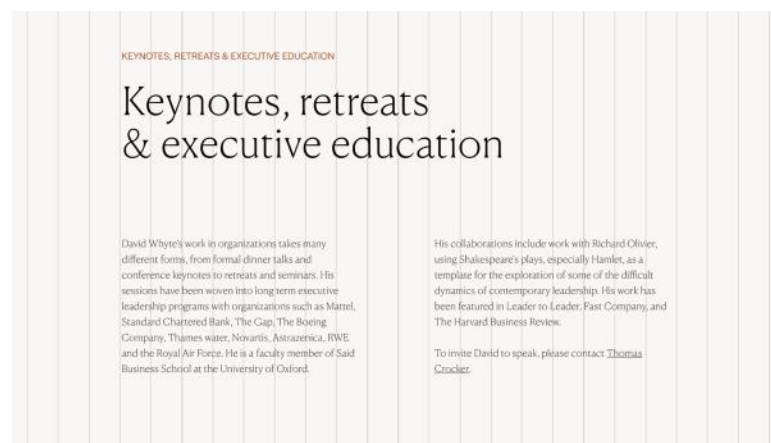 KEYNOTES, RETREATS & EXECUTIVE EDUCATION
Keynotes, retreats
& executive education
David Whyte's work in organizations takes many
different forms, from formal dinner talks and
conference keynotes to retreats and seminars. His
sessions have been woven into long term executive
leadership programs with organizations such as Mattel,
Standard Chartered Bank, The Gap, The Boeing
Company, Thames water, Novartis, Astrazenica, RWE
and the Royal Air Force. He is a faculty member of Said
Business School at the University of Oxford.
His collaborations include work with Richard Olivier,
using Shakespeare's plays, especially Hamlet, as a
template for the exploration of some of the difficult
dynamics of contemporary leadership. His work has
been featured in Leader to Leader, Fast Company, and
The Harvard Business Review.
To invite David to speak, please contact Thomas
Crocker.